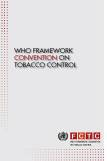 WHO FRAMEWORK
CONVENTION ON
TOBACCO CONTROL
FCTC